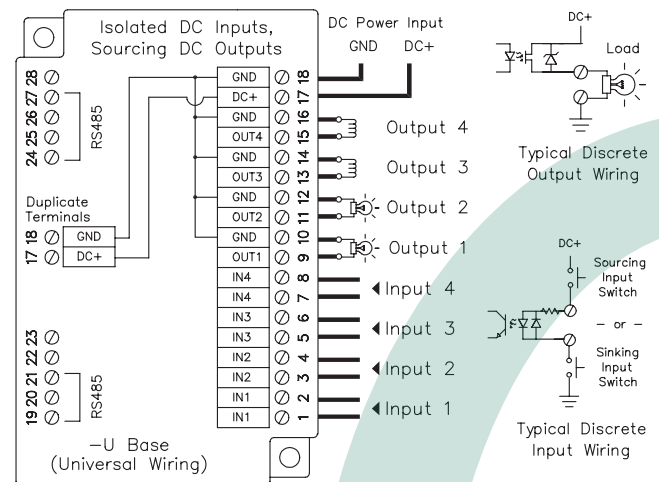 Isolated DC Inputs,
Sourcing DC Outputs
DC Power Input
GND DC+
28
27
26
25
24
RS485
Duplicate
Terminals
18 GND
17 DC+
23
22
21
20
19
RS485
GND 18
DC+ 17
GND 16
OUT4 15
GND 14
OUT3 13
GND 12
OUT2 11
GND 10
OUT1 9
IN4 8
IN4 7
IN3 6
IN3 5
IN2 4
IN2 3
IN1 2
IN1 1
Output 4
Output 3
Output 2
Output 1
Input 4
Input 3
Input 2
Input 1
-U Base
(Universal Wiring)
DC+
Load
Typical Discrete
Output Wiring
DC+
Sourcing
Input
Switch
- or -
Sinking
Input
Switch
Typical Discrete
Input Wiring